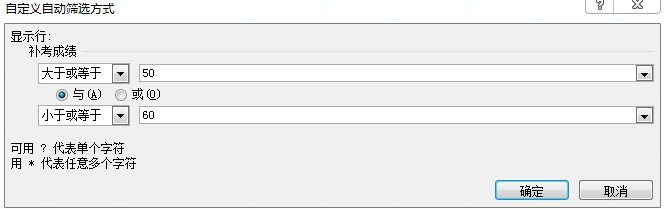 自定义自动筛选方式
显示行:
补考成绩
大于或等于 50
与(A) 或(O)
小于或等于 60
可用 ? 代表单个字符
用 * 代表任意多个字符
确定 取消